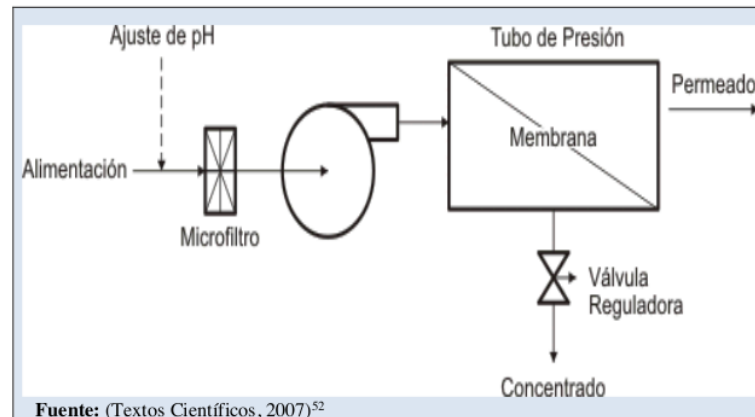 Ajuste de pH
Tubo de Presión
Permeado
Membrana
Alimentación
Microfiltro
Válvula
Reguladora
Concentrado
Fuente: (Textos Científicos, 2007)52